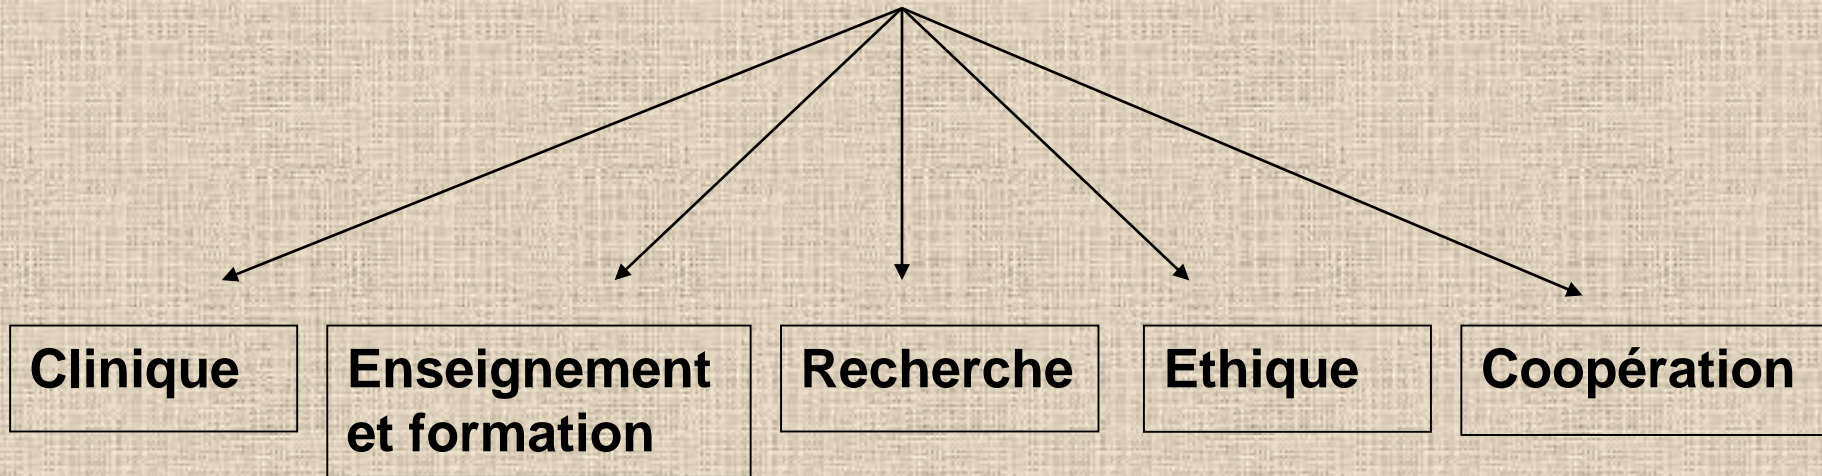 Clinique
Enseignement
et formation
Recherche
Ethique
Coopération